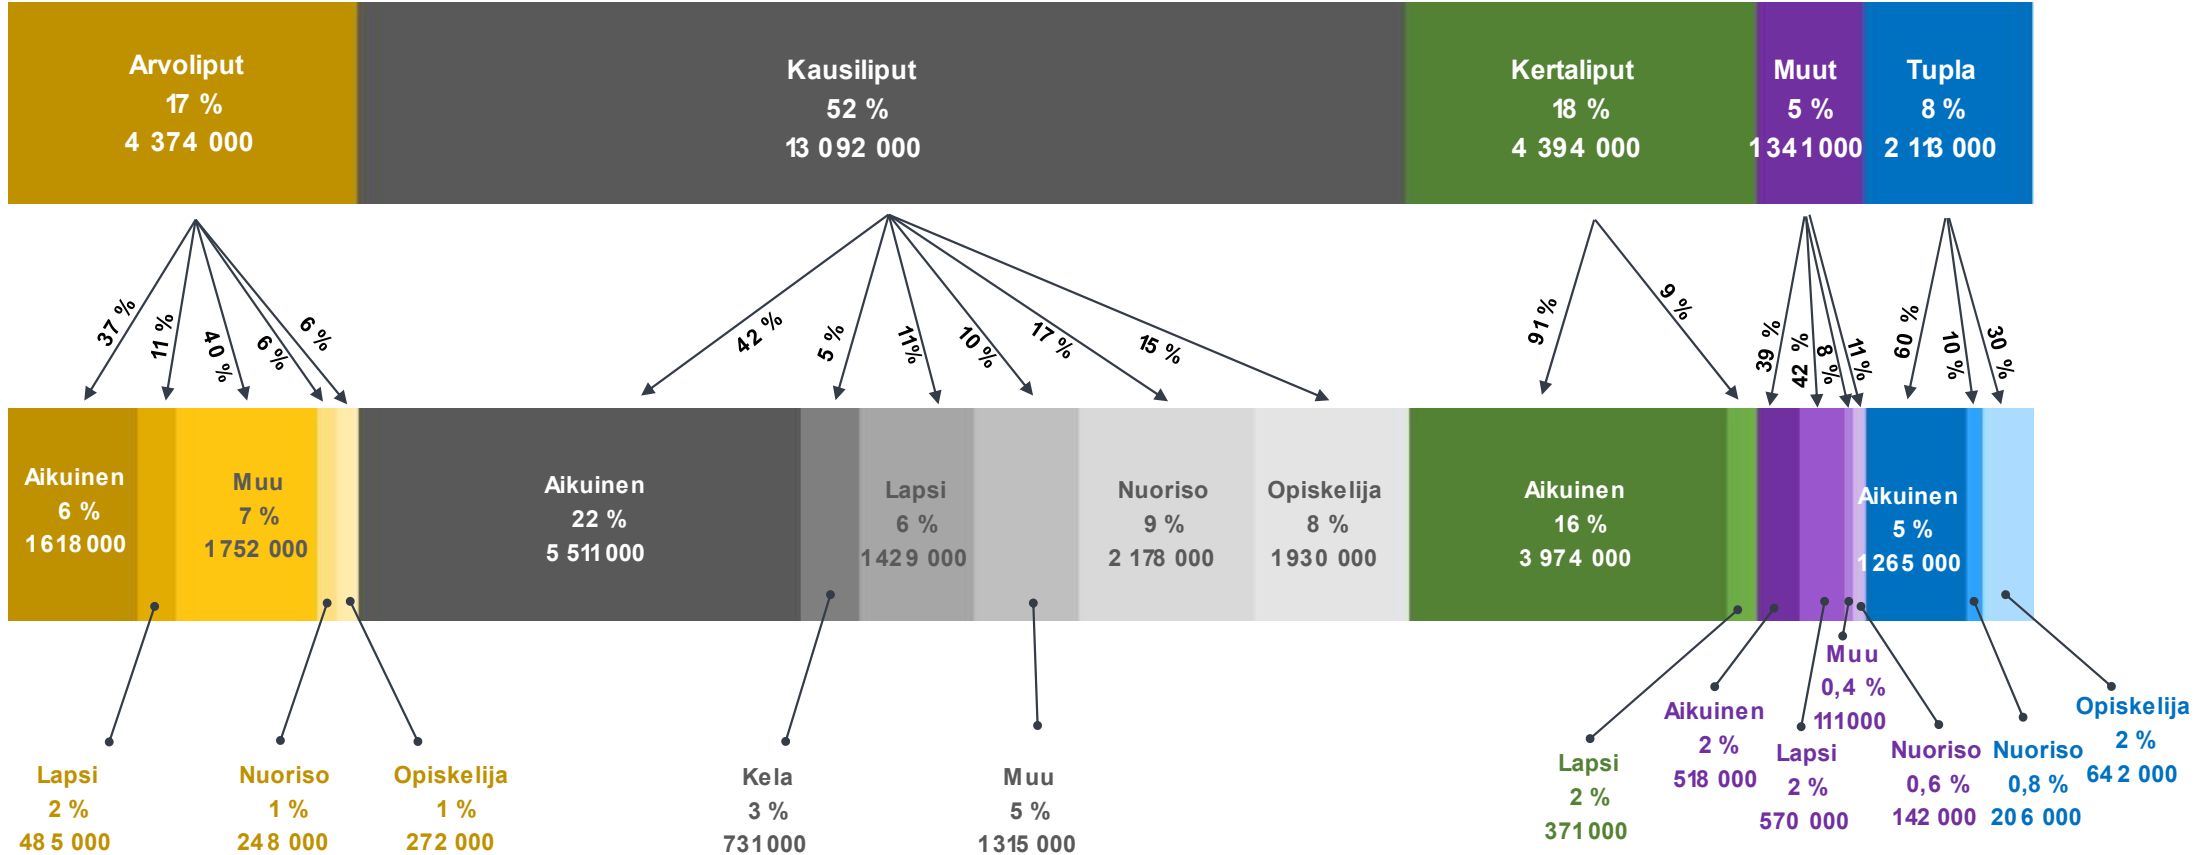 Arvoliput
17 %
4 374 000
Kausiliput
52 %
13 092 000
Kertaliput
18 %
4 394 000
Muut
5 %
1 341 000
Tupla
8 %
2 113 000
37 %
11 %
40 %
6 %
6 %
42 %
5 %
11%
10 %
17 %
15 %
91 %
9 %
39 %
42 %
8 %
11 %
60 %
10 %
30 %
Aikuinen
6 %
1 618 000
Muu
7 %
1 752 000
Aikuinen
22 %
5 511 000
Lapsi
6 %
1 429 000
Nuoriso
9 %
2 178 000
Opiskelija
8 %
1 930 000
Aikuinen
16 %
3 974 000
Aikuinen
5 %
1 265 000
Lapsi
2 %
485 000
Nuoriso
1 %
248 000
Opiskelija
1 %
272 000
Kela
3 %
731 000
Muu
5 %
1 315 000
Lapsi
2 %
371 000
Aikuinen
2 %
518 000
Lapsi
2 %
570 000
Muu
0,4 %
111 000
Nuoriso
0,6 %
142 000
Nuoriso
0,8 %
206 000
Opiskelija
2 %
642 000